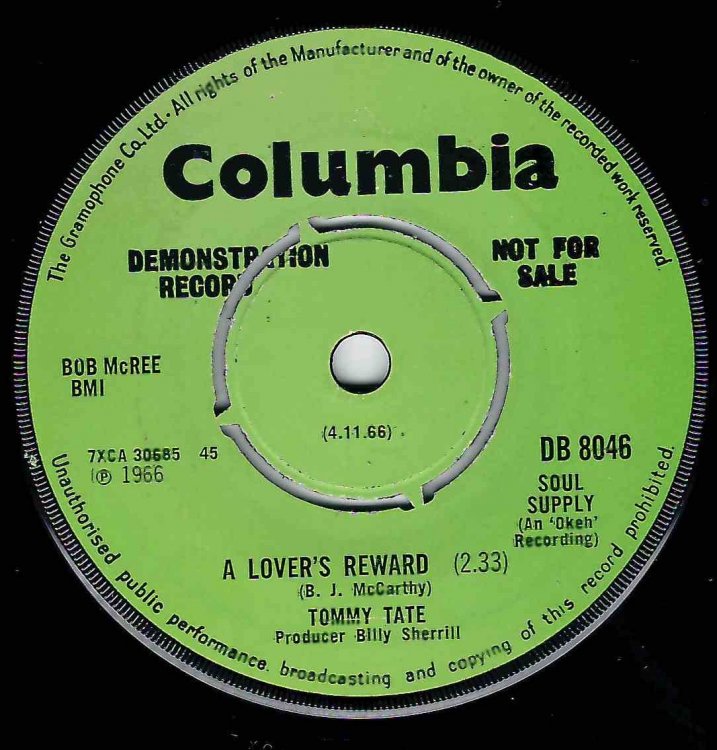 The Gramophone Co. Ltd. · All rights of the Manufacturer and of the owner of the recorded work reserved.
Columbia
DEMONSTRATION
RECORD
NOT FOR
SALE
BOB McREE
BMI
(4.11.66)
7XCA 30685 45
℗ 1966
DB 8046
SOUL
SUPPLY
(An 'Okeh'
Recording)
A LOVER'S REWARD (2.33)
(B. J. McCarthy)
TOMMY TATE
Producer Billy Sherrill
Unauthorised public performance. broadcasting and copying of this record prohibited.